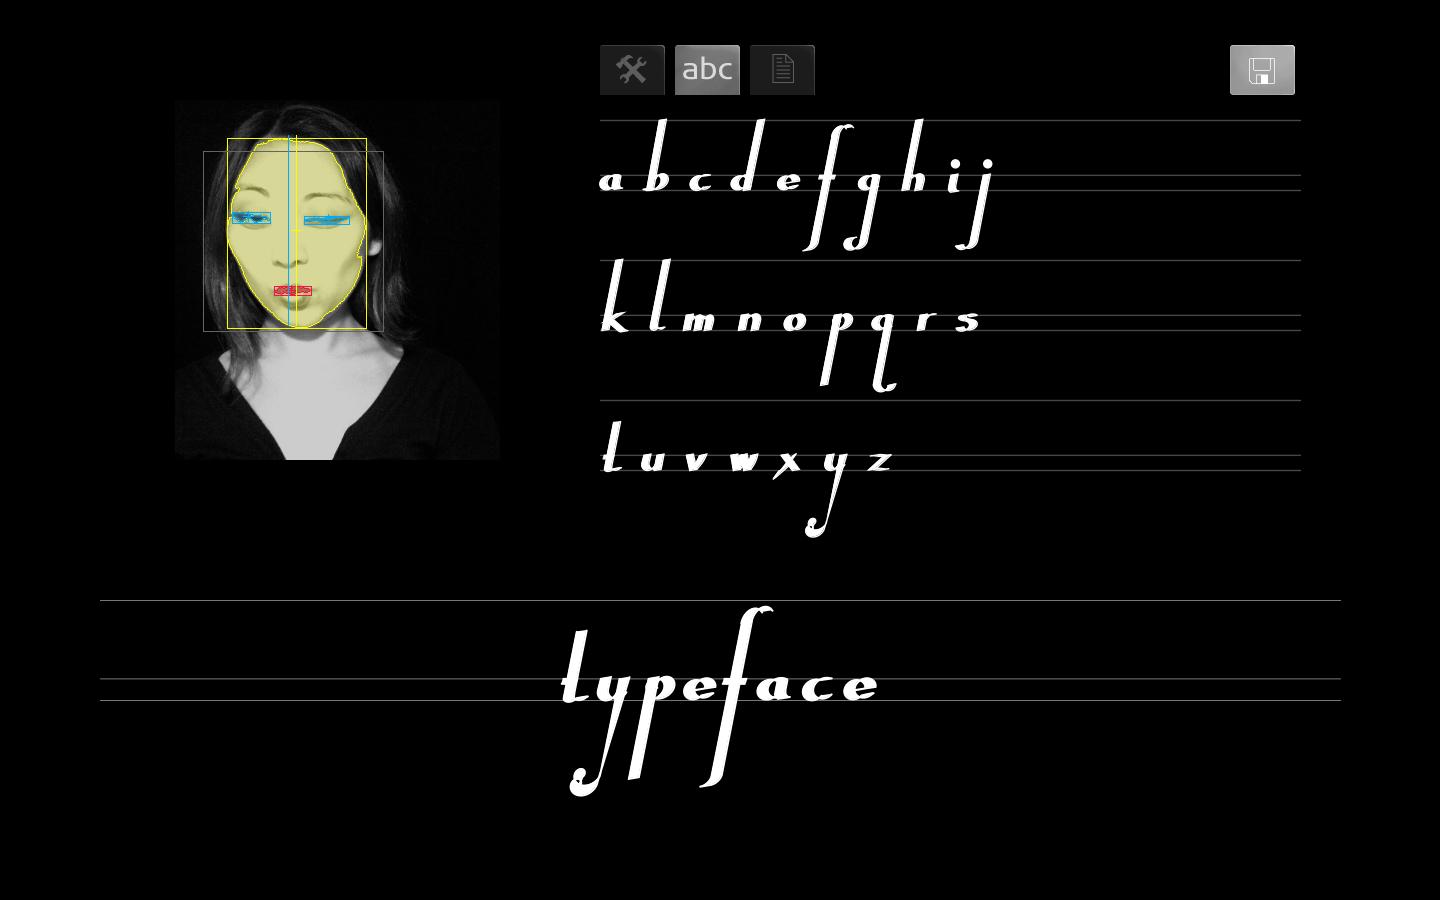 abc
a b c d e f g h i j
k l m n o p q r s
t u v w x y z
typeface